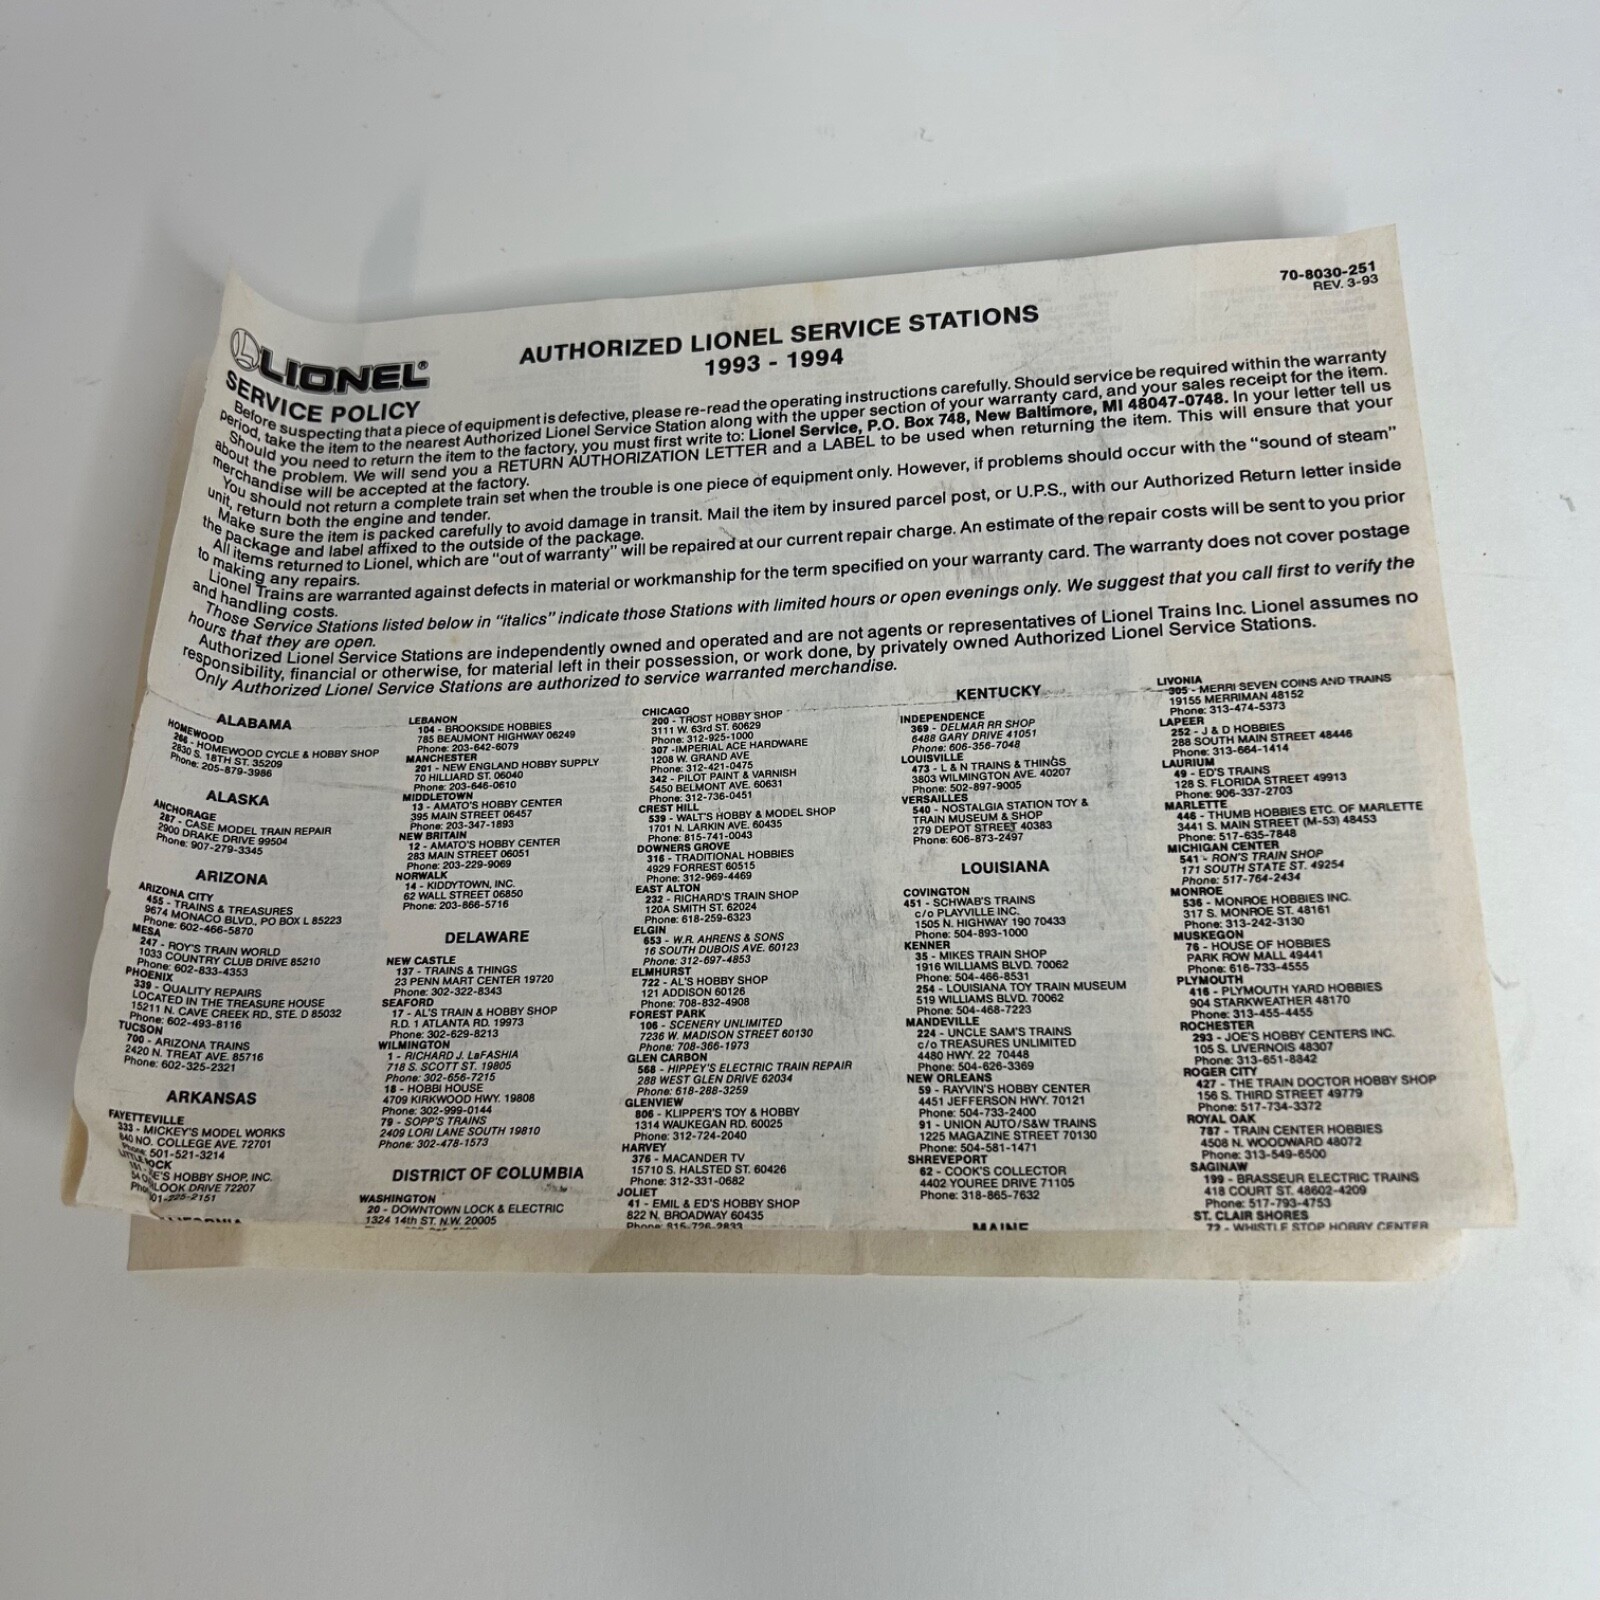 70-8030-251
REV. 3-93
LIONEL®
AUTHORIZED LIONEL SERVICE STATIONS
1993 - 1994
SERVICE POLICY
Before suspecting that a piece of equipment is defective, please re-read the operating instructions carefully. Should service be required within the warranty
period, take the item to the nearest Authorized Lionel Service Station along with the upper section of your warranty card, and your sales receipt for the item.
Should you need to return the item to the factory, you must first write to: Lionel Service, P.O. Box 748, New Baltimore, MI 48047-0748. In your letter tell us
about the problem. We will send you a RETURN AUTHORIZATION LETTER and a LABEL to be used when returning the item. This will ensure that your
merchandise will be accepted at the factory.
You should not return a complete train set when the trouble is one piece of equipment only. However, if problems should occur with the "sound of steam"
unit, return both the engine and tender.
Make sure the item is packed carefully to avoid damage in transit. Mail the item by insured parcel post, or U.P.S., with our Authorized Return letter inside
the package and label affixed to the outside of the package.
All items returned to Lionel, which are "out of warranty" will be repaired at our current repair charge. An estimate of the repair costs will be sent to you prior
to making any repairs.
Lionel Trains are warranted against defects in material or workmanship for the term specified on your warranty card. The warranty does not cover postage
and handling costs.
Those Service Stations listed below in "italics" indicate those Stations with limited hours or open evenings only. We suggest that you call first to verify the
hours that they are open.
Authorized Lionel Service Stations are independently owned and operated and are not agents or representatives of Lionel Trains Inc. Lionel assumes no
responsibility, financial or otherwise, for material left in their possession, or work done, by privately owned Authorized Lionel Service Stations.
Only Authorized Lionel Service Stations are authorized to service warranted merchandise.
ALABAMA
HOMEWOOD
266 - HOMEWOOD CYCLE & HOBBY SHOP
2830 S. 18TH ST. 35209
Phone: 205-879-3986
ALASKA
ANCHORAGE
287 - CASE MODEL TRAIN REPAIR
2900 DRAKE DRIVE 99504
Phone: 907-279-3345
ARIZONA
ARIZONA CITY
455 - TRAINS & TREASURES
9674 MONACO BLVD., PO BOX L 85223
Phone: 602-466-5870
MESA
247 - ROY'S TRAIN WORLD
1033 COUNTRY CLUB DRIVE 85210
Phone: 602-833-4353
PHOENIX
339 - QUALITY REPAIRS
LOCATED IN THE TREASURE HOUSE
15211 N. CAVE CREEK RD., STE. D 85032
Phone: 602-493-8116
TUCSON
700 - ARIZONA TRAINS
2420 N. TREAT AVE. 85716
Phone: 602-325-2321
ARKANSAS
FAYETTEVILLE
333 - MICKEY'S MODEL WORKS
840 NO. COLLEGE AVE. 72701
Phone: 501-521-3214
LITTLE ROCK
'S HOBBY SHOP, INC.
LOOK DRIVE 72207
01-225-2151
CALIFORNIA
LEBANON
104 - BROOKSIDE HOBBIES
785 BEAUMONT HIGHWAY 06249
Phone: 203-642-6079
MANCHESTER
201 - NEW ENGLAND HOBBY SUPPLY
70 HILLIARD ST. 06040
Phone: 203-646-0610
MIDDLETOWN
13 - AMATO'S HOBBY CENTER
395 MAIN STREET 06457
Phone: 203-347-1893
NEW BRITAIN
12 - AMATO'S HOBBY CENTER
283 MAIN STREET 06051
Phone: 203-229-9069
NORWALK
14 - KIDDYTOWN, INC.
62 WALL STREET 06850
Phone: 203-866-5716
DELAWARE
NEW CASTLE
137 - TRAINS & THINGS
23 PENN MART CENTER 19720
Phone: 302-322-8343
SEAFORD
17 - AL'S TRAIN & HOBBY SHOP
R.D. 1 ATLANTA RD. 19973
Phone: 302-629-8213
WILMINGTON
1 - RICHARD J. LaFASHIA
718 S. SCOTT ST. 19805
Phone: 302-656-7215
18 - HOBBI HOUSE
4709 KIRKWOOD HWY. 19808
Phone: 302-999-0144
79 - SOPP'S TRAINS
2409 LORI LANE SOUTH 19810
Phone: 302-478-1573
DISTRICT OF COLUMBIA
WASHINGTON
20 - DOWNTOWN LOCK & ELECTRIC
1324 14th ST. N.W. 20005
CHICAGO
200 - TROST HOBBY SHOP
3111 W. 63rd ST. 60629
Phone: 312-925-1000
307 -IMPERIAL ACE HARDWARE
1208 W. GRAND AVE
Phone: 312-421-0475
342 - PILOT PAINT & VARNISH
5450 BELMONT AVE. 60631
Phone: 312-736-0451
CREST HILL
539 - WALT'S HOBBY & MODEL SHOP
1701 N. LARKIN AVE. 60435
Phone: 815-741-0043
DOWNERS GROVE
316 - TRADITIONAL HOBBIES
4929 FORREST 60515
Phone: 312-969-4469
EAST ALTON
232 - RICHARD'S TRAIN SHOP
120A SMITH ST. 62024
Phone: 618-259-6323
ELGIN
653 - W.R. AHRENS & SONS
16 SOUTH DUBOIS AVE. 60123
Phone: 312-697-4853
ELMHURST
722 - AL'S HOBBY SHOP
121 ADDISON 60126
Phone: 708-832-4908
FOREST PARK
106 - SCENERY UNLIMITED
7236 W. MADISON STREET 60130
Phone: 708-366-1973
GLEN CARBON
568 - HIPPEY'S ELECTRIC TRAIN REPAIR
288 WEST GLEN DRIVE 62034
Phone: 618-288-3259
GLENVIEW
806 - KLIPPER'S TOY & HOBBY
1314 WAUKEGAN RD. 60025
Phone: 312-724-2040
HARVEY
376 - MACANDER TV
15710 S. HALSTED ST. 60426
Phone: 312-331-0682
JOLIET
41 - EMIL & ED'S HOBBY SHOP
822 N. BROADWAY 60435
Phone: 815-726-2833
KENTUCKY
INDEPENDENCE
369 - DELMAR RR SHOP
6488 GARY DRIVE 41051
Phone: 606-356-7048
LOUISVILLE
473 - L & N TRAINS & THINGS
3803 WILMINGTON AVE. 40207
Phone: 502-897-9005
VERSAILLES
540 - NOSTALGIA STATION TOY &
TRAIN MUSEUM & SHOP
279 DEPOT STREET 40383
Phone: 606-873-2497
LOUISIANA
COVINGTON
451 - SCHWAB'S TRAINS
c/o PLAYVILLE INC.
1505 N. HIGHWAY 190 70433
Phone: 504-893-1000
KENNER
35 - MIKES TRAIN SHOP
1916 WILLIAMS BLVD. 70062
Phone: 504-466-8531
254 - LOUISIANA TOY TRAIN MUSEUM
519 WILLIAMS BLVD. 70062
Phone: 504-468-7223
MANDEVILLE
224 - UNCLE SAM'S TRAINS
c/o TREASURES UNLIMITED
4480 HWY. 22 70448
Phone: 504-626-3369
NEW ORLEANS
59 - RAYVIN'S HOBBY CENTER
4451 JEFFERSON HWY. 70121
Phone: 504-733-2400
91 - UNION AUTO/S&W TRAINS
1225 MAGAZINE STREET 70130
Phone: 504-581-1471
SHREVEPORT
62 - COOK'S COLLECTOR
4402 YOUREE DRIVE 71105
Phone: 318-865-7632
MAINE
LIVONIA
305 - MERRI SEVEN COINS AND TRAINS
19155 MERRIMAN 48152
Phone: 313-474-5373
LAPEER
252 - J & D HOBBIES
288 SOUTH MAIN STREET 48446
Phone: 313-664-1414
LAURIUM
49 - ED'S TRAINS
128 S. FLORIDA STREET 49913
Phone: 906-337-2703
MARLETTE
446 - THUMB HOBBIES ETC. OF MARLETTE
3441 S. MAIN STREET (M-53) 48453
Phone: 517-635-7848
MICHIGAN CENTER
541 - RON'S TRAIN SHOP
171 SOUTH STATE ST. 49254
Phone: 517-764-2434
MONROE
536 - MONROE HOBBIES INC.
317 S. MONROE ST. 48161
Phone: 313-242-3130
MUSKEGON
76 - HOUSE OF HOBBIES
PARK ROW MALL 49441
Phone: 616-733-4555
PLYMOUTH
416 - PLYMOUTH YARD HOBBIES
904 STARKWEATHER 48170
Phone: 313-455-4455
ROCHESTER
293 - JOE'S HOBBY CENTERS INC.
105 S. LIVERNOIS 48307
Phone: 313-651-8842
ROGER CITY
427 - THE TRAIN DOCTOR HOBBY SHOP
156 S. THIRD STREET 49779
Phone: 517-734-3372
ROYAL OAK
787 - TRAIN CENTER HOBBIES
4508 N. WOODWARD 48072
Phone: 313-549-6500
SAGINAW
199 - BRASSEUR ELECTRIC TRAINS
418 COURT ST. 48602-4209
Phone: 517-793-4753
ST. CLAIR SHORES
72 - WHISTLE STOP HOBBY CENTER